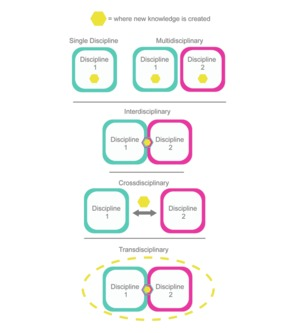 = where new knowledge is created
Single Discipline
Multidisciplinary
Discipline
1
Discipline
1
Discipline
2
Interdisciplinary
Discipline
1
Discipline
2
Crossdisciplinary
Discipline
1
Discipline
2
Transdisciplinary
Discipline
1
Discipline
2